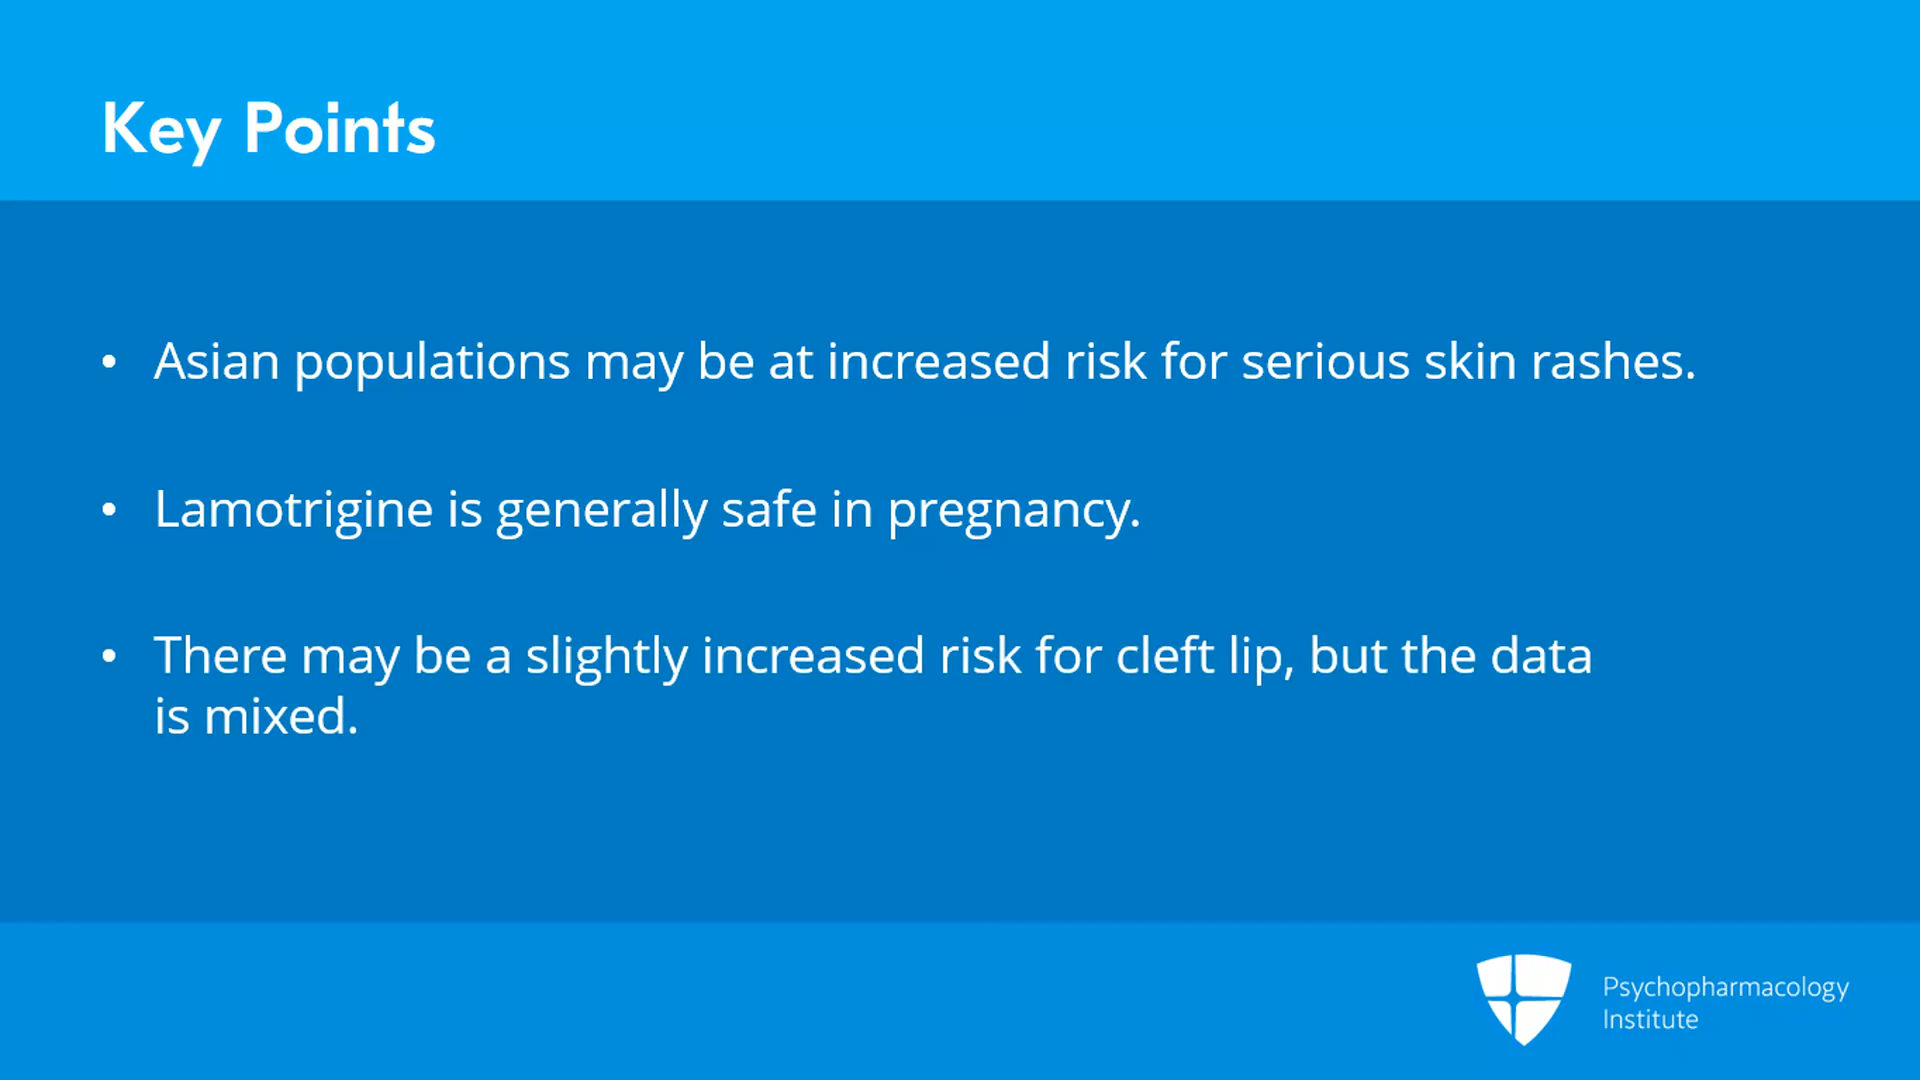 Key Points
• Asian populations may be at increased risk for serious skin rashes.
• Lamotrigine is generally safe in pregnancy.
• There may be a slightly increased risk for cleft lip, but the data
is mixed.
Psychopharmacology
Institute